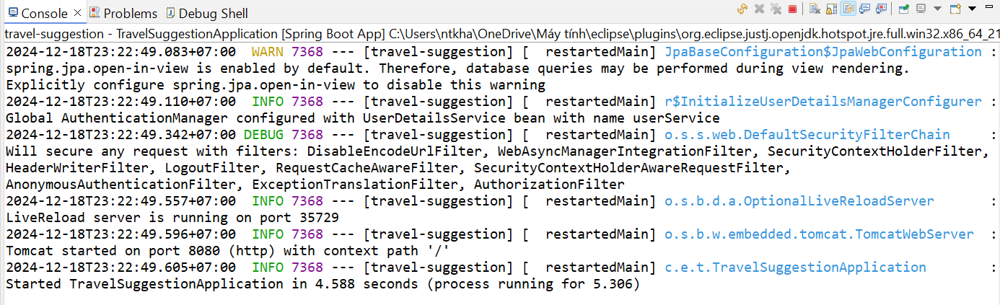 Console Problems Debug Shell
travel-suggestion - TravelSuggestionApplication [Spring Boot App] C:\Users\ntkha\OneDrive\Máy tính\eclipse\plugins\org.eclipse.justj.openjdk.hotspot.jre.full.win32.x86_64_21
2024-12-18T23:22:49.083+07:00  WARN 7368 --- [travel-suggestion] [  restartedMain] JpaBaseConfiguration$JpaWebConfiguration :
spring.jpa.open-in-view is enabled by default. Therefore, database queries may be performed during view rendering.
Explicitly configure spring.jpa.open-in-view to disable this warning
2024-12-18T23:22:49.110+07:00  INFO 7368 --- [travel-suggestion] [  restartedMain] r$InitializeUserDetailsManagerConfigurer :
Global AuthenticationManager configured with UserDetailsService bean with name userService
2024-12-18T23:22:49.342+07:00 DEBUG 7368 --- [travel-suggestion] [  restartedMain] o.s.s.web.DefaultSecurityFilterChain     :
Will secure any request with filters: DisableEncodeUrlFilter, WebAsyncManagerIntegrationFilter, SecurityContextHolderFilter,
HeaderWriterFilter, LogoutFilter, RequestCacheAwareFilter, SecurityContextHolderAwareRequestFilter,
AnonymousAuthenticationFilter, ExceptionTranslationFilter, AuthorizationFilter
2024-12-18T23:22:49.557+07:00  INFO 7368 --- [travel-suggestion] [  restartedMain] o.s.b.d.a.OptionalLiveReloadServer       :
LiveReload server is running on port 35729
2024-12-18T23:22:49.596+07:00  INFO 7368 --- [travel-suggestion] [  restartedMain] o.s.b.w.embedded.tomcat.TomcatWebServer  :
Tomcat started on port 8080 (http) with context path '/'
2024-12-18T23:22:49.605+07:00  INFO 7368 --- [travel-suggestion] [  restartedMain] c.e.t.TravelSuggestionApplication        :
Started TravelSuggestionApplication in 4.588 seconds (process running for 5.306)